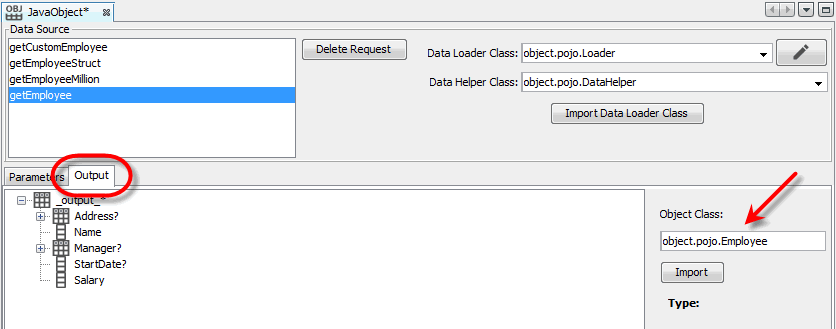 OBJ JavaObject*
Data Source
getCustomEmployee
getEmployeeStruct
getEmployeeMillion
getEmployee
Delete Request
Data Loader Class: object.pojo.Loader
Data Helper Class: object.pojo.DataHelper
Import Data Loader Class
Parameters Output
_output_*
Address?
Name
Manager?
StartDate?
Salary
Object Class:
object.pojo.Employee
Import
Type: